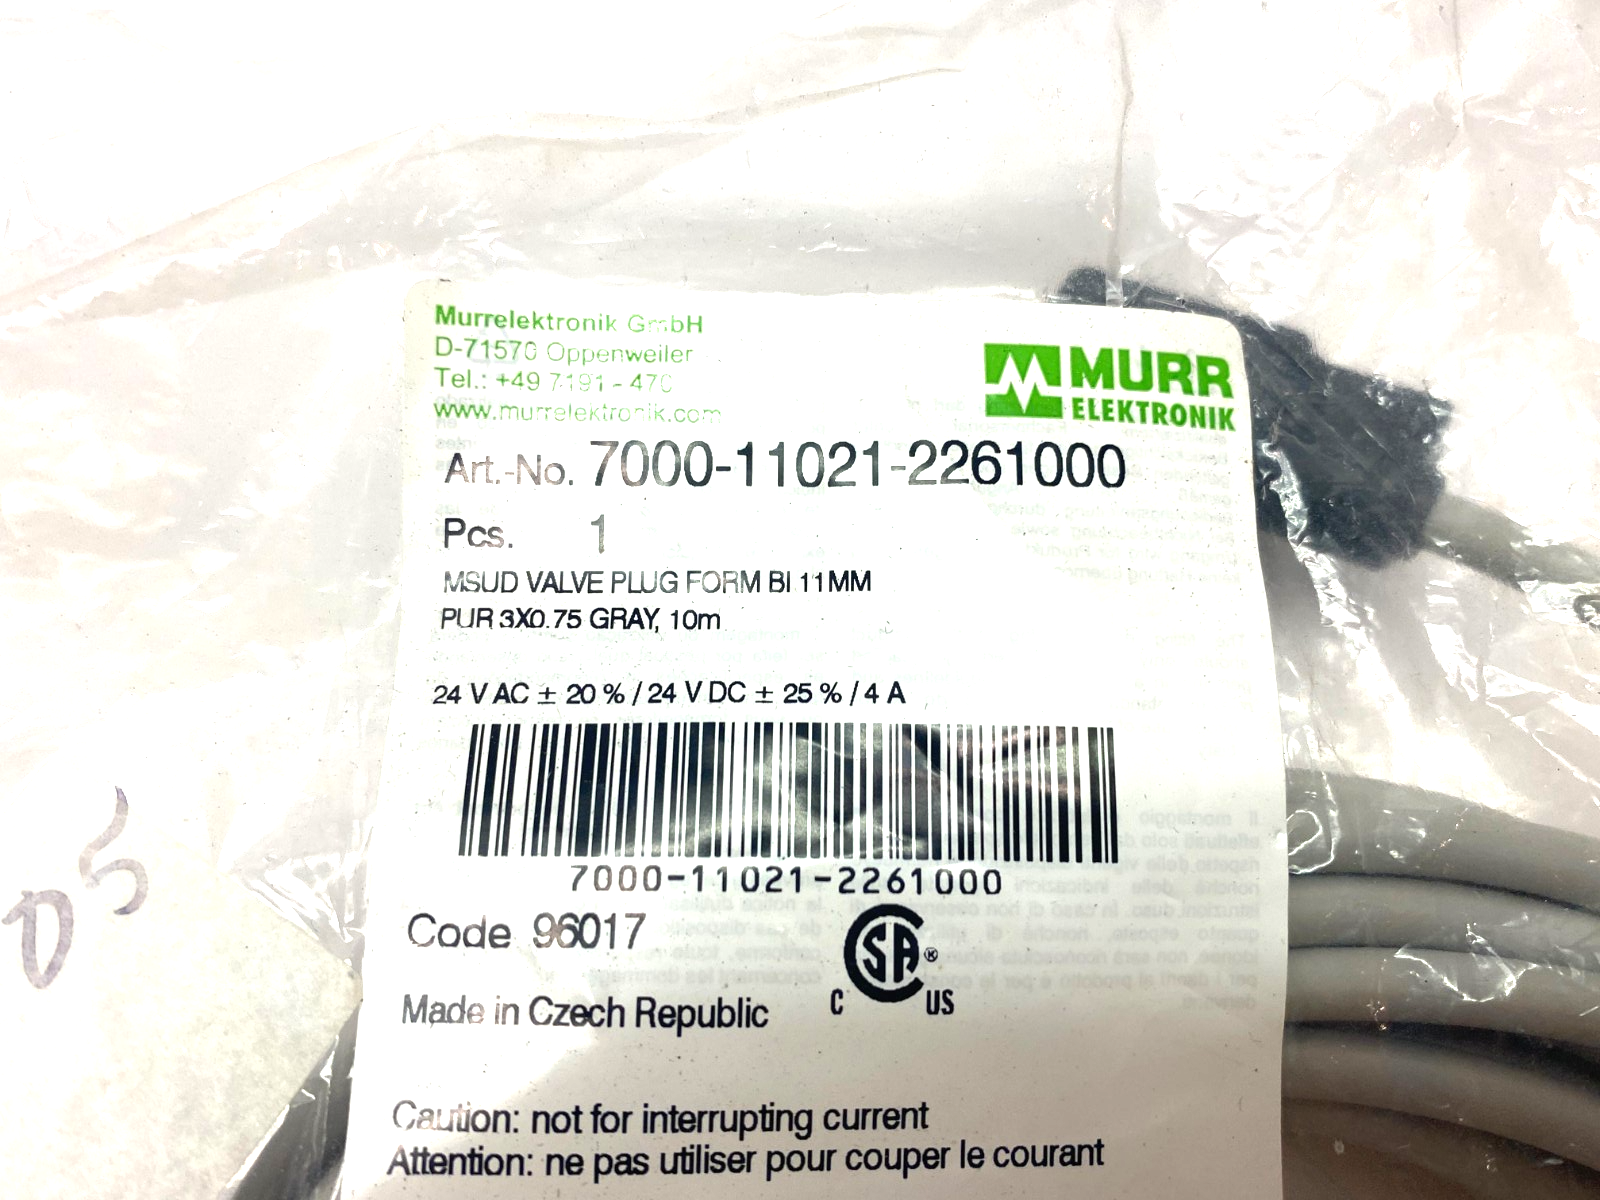 Murrelektronik GmbH
D-71570 Oppenweiler
Tel.: +49 7191 - 470
www.murrelektronik.com
MURR
ELEKTRONIK
Art.-No. 7000-11021-2261000
Pcs. 1
MSUD VALVE PLUG FORM BI 11 MM
PUR 3X0.75 GRAY, 10m
24 V AC ± 20 % / 24 V DC ± 25 % / 4 A
7000-11021-2261000
Code 96017
CSA®
C US
Made in Czech Republic
Caution: not for interrupting current
Attention: ne pas utiliser pour couper le courant